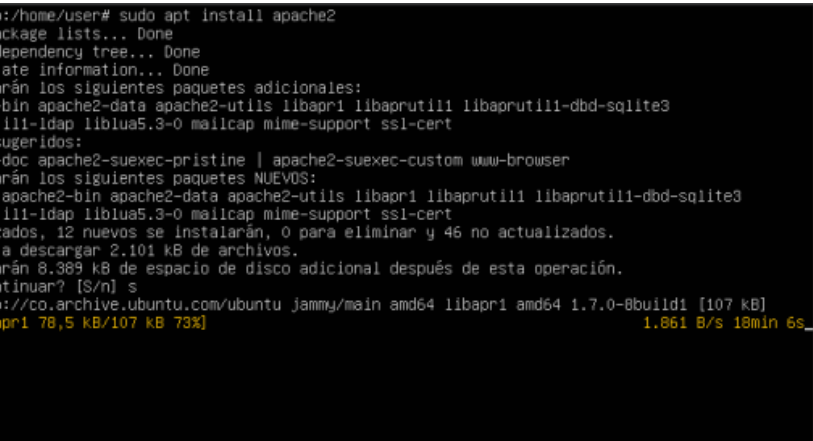 :/home/user# sudo apt install apache2
ackage lists... Done
dependency tree... Done
ate information... Done
arán los siguientes paquetes adicionales:
-bin apache2-data apache2-utils libapr1 libaprutil1 libaprutil1-dbd-sqlite3
il1-ldap liblua5.3-0 mailcap mime-support ssl-cert
sugeridos:
-doc apache2-suexec-pristine | apache2-suexec-custom www-browser
arán los siguientes paquetes NUEVOS:
apache2-bin apache2-data apache2-utils libapr1 libaprutil1 libaprutil1-dbd-sqlite3
il1-ldap liblua5.3-0 mailcap mime-support ssl-cert
zados, 12 nuevos se instalarán, 0 para eliminar y 46 no actualizados.
a descargar 2.101 kB de archivos.
arán 8.389 kB de espacio de disco adicional después de esta operación.
ntinuar? [S/n] s
p://co.archive.ubuntu.com/ubuntu jammy/main amd64 libapr1 amd64 1.7.0-8build1 [107 kB]
apr1 78,5 kB/107 kB 73%] 1.861 B/s 18min 6s_